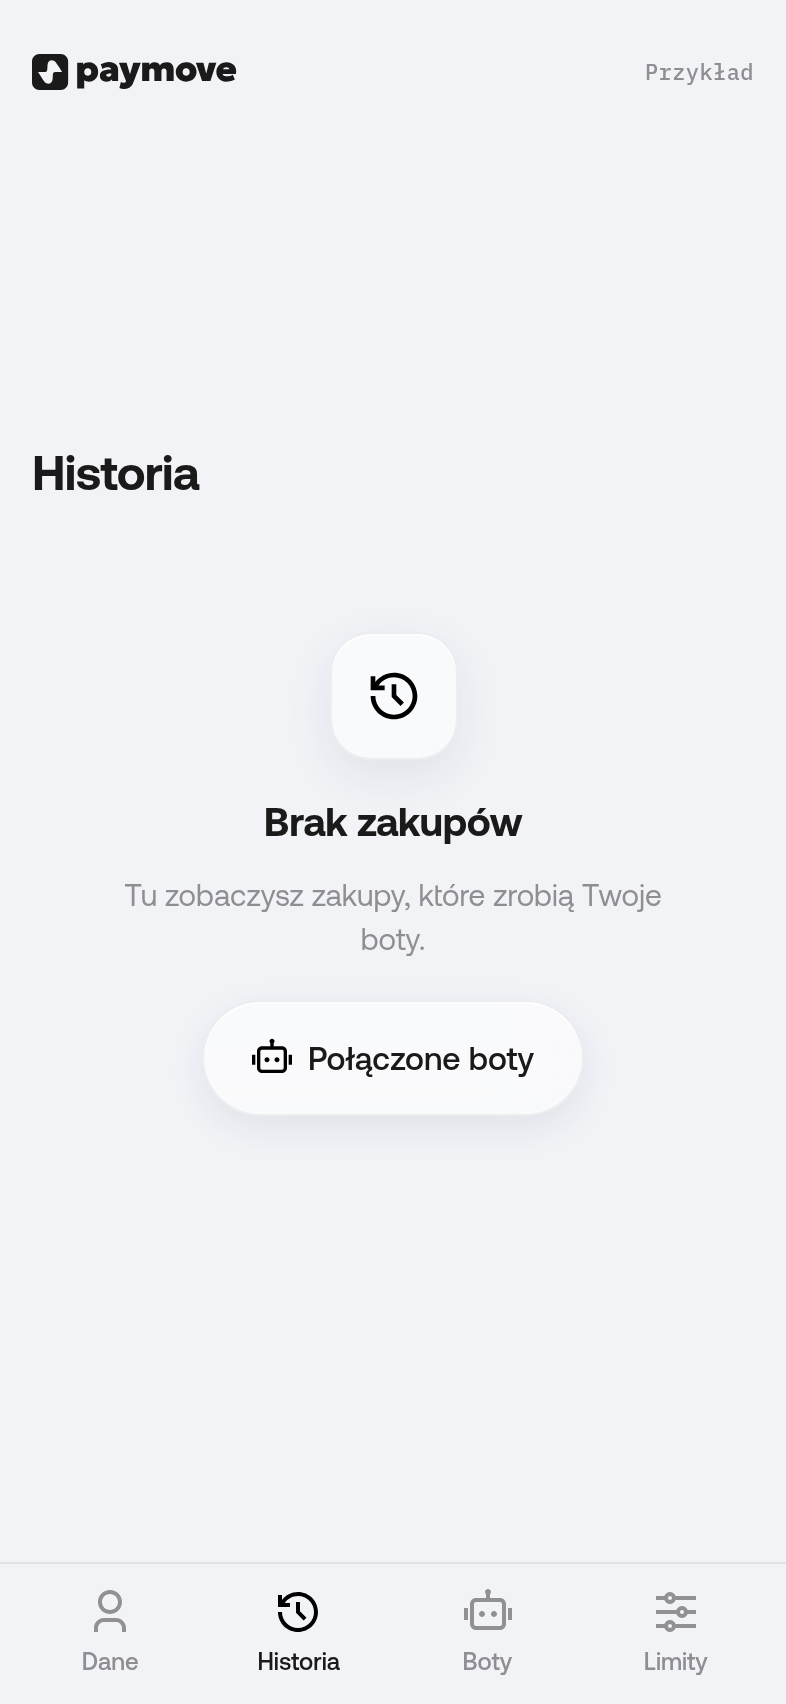 paymove
Przykład
Historia
Brak zakupów
Tu zobaczysz zakupy, które zrobią Twoje
boty.
Połączone boty
Dane
Historia
Boty
Limity